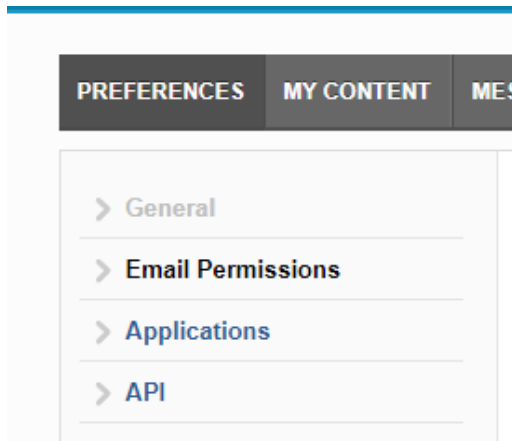 PREFERENCES MY CONTENT
General
Email Permissions
Applications
API